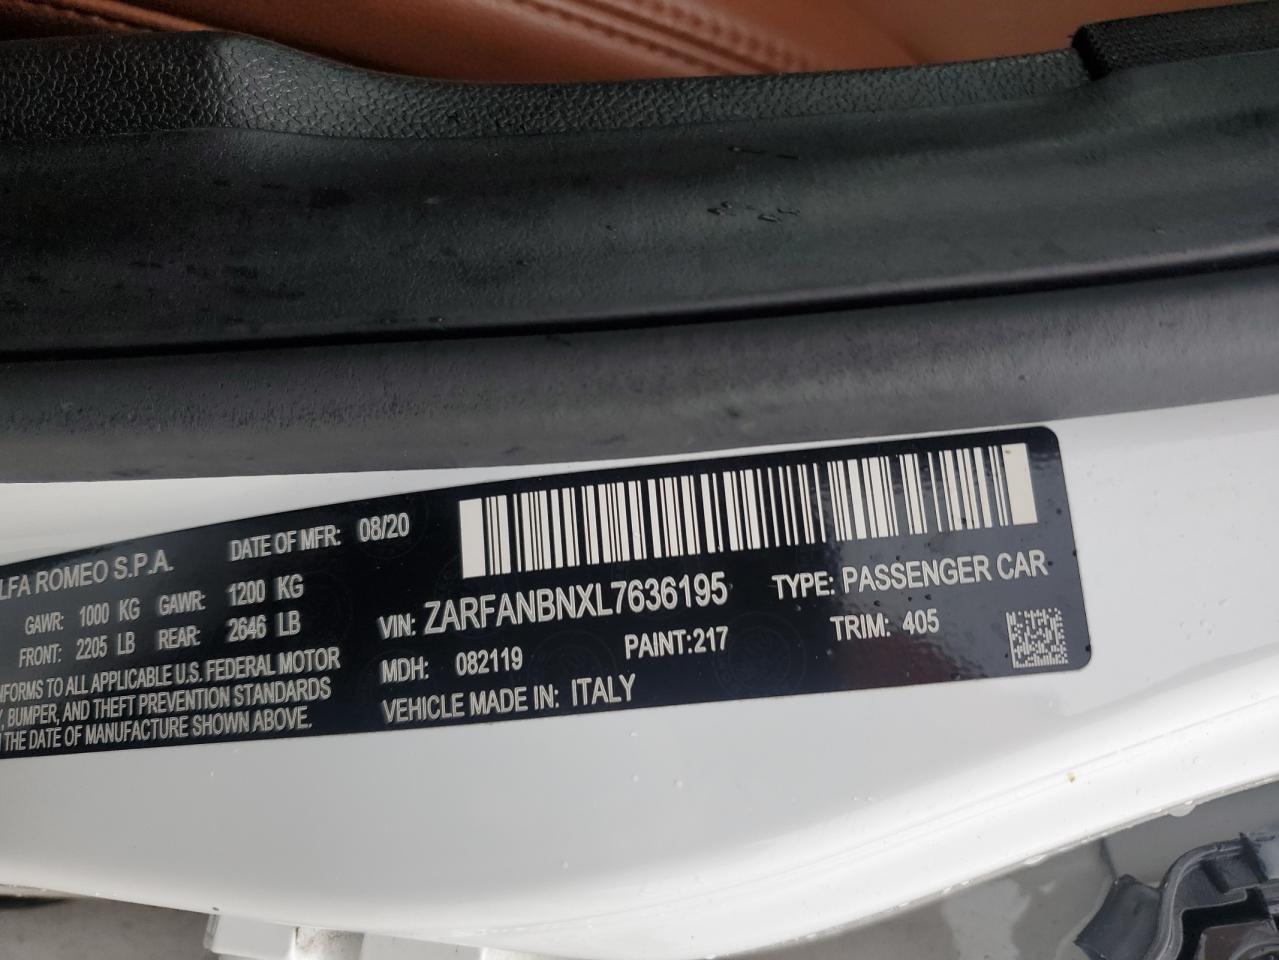 LFA ROMEO S.P.A. DATE OF MFR: 08/20
GAWR: 1000 KG GAWR: 1200 KG
FRONT: 2205 LB REAR: 2646 LB
NFORMS TO ALL APPLICABLE U.S. FEDERAL MOTOR
, BUMPER, AND THEFT PREVENTION STANDARDS
THE DATE OF MANUFACTURE SHOWN ABOVE.
VIN: ZARFANBNXL7636195 TYPE: PASSENGER CAR
MDH: 082119 PAINT:217 TRIM: 405
VEHICLE MADE IN: ITALY